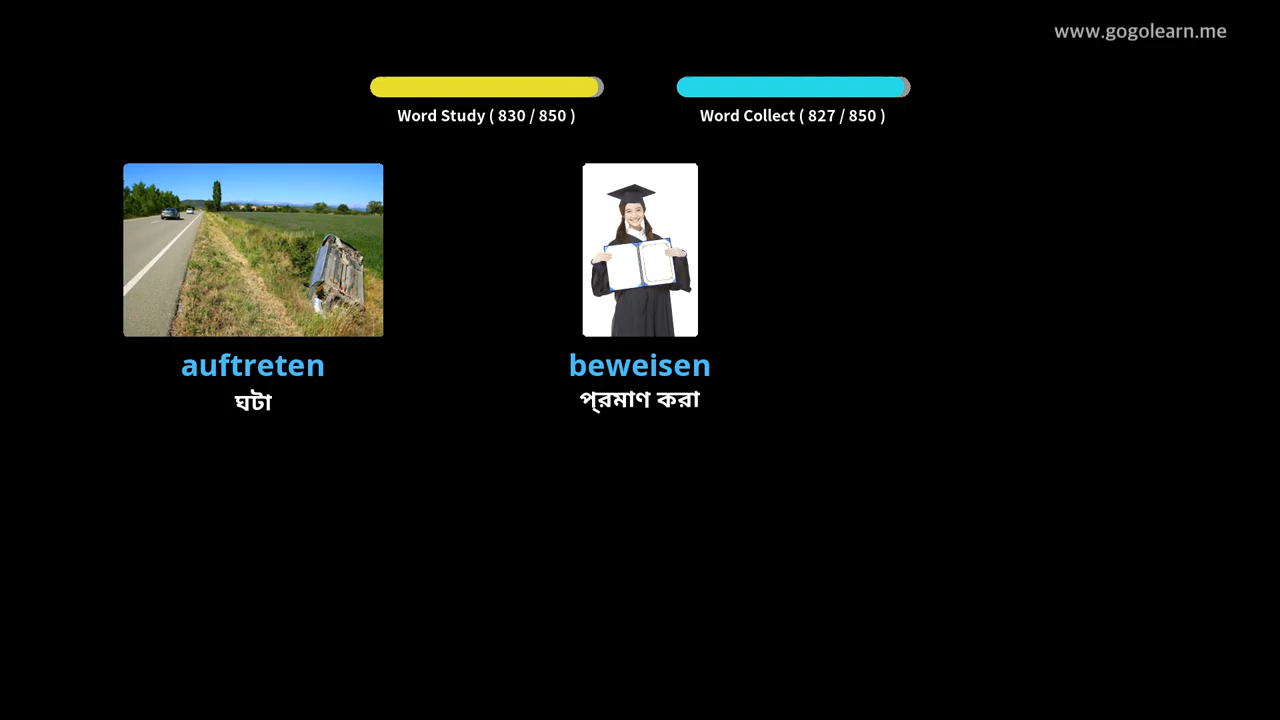 www.gogolearn.me
Word Study ( 830 / 850 )
Word Collect ( 827 / 850 )
auftreten
ঘটা
beweisen
প্রমাণ করা